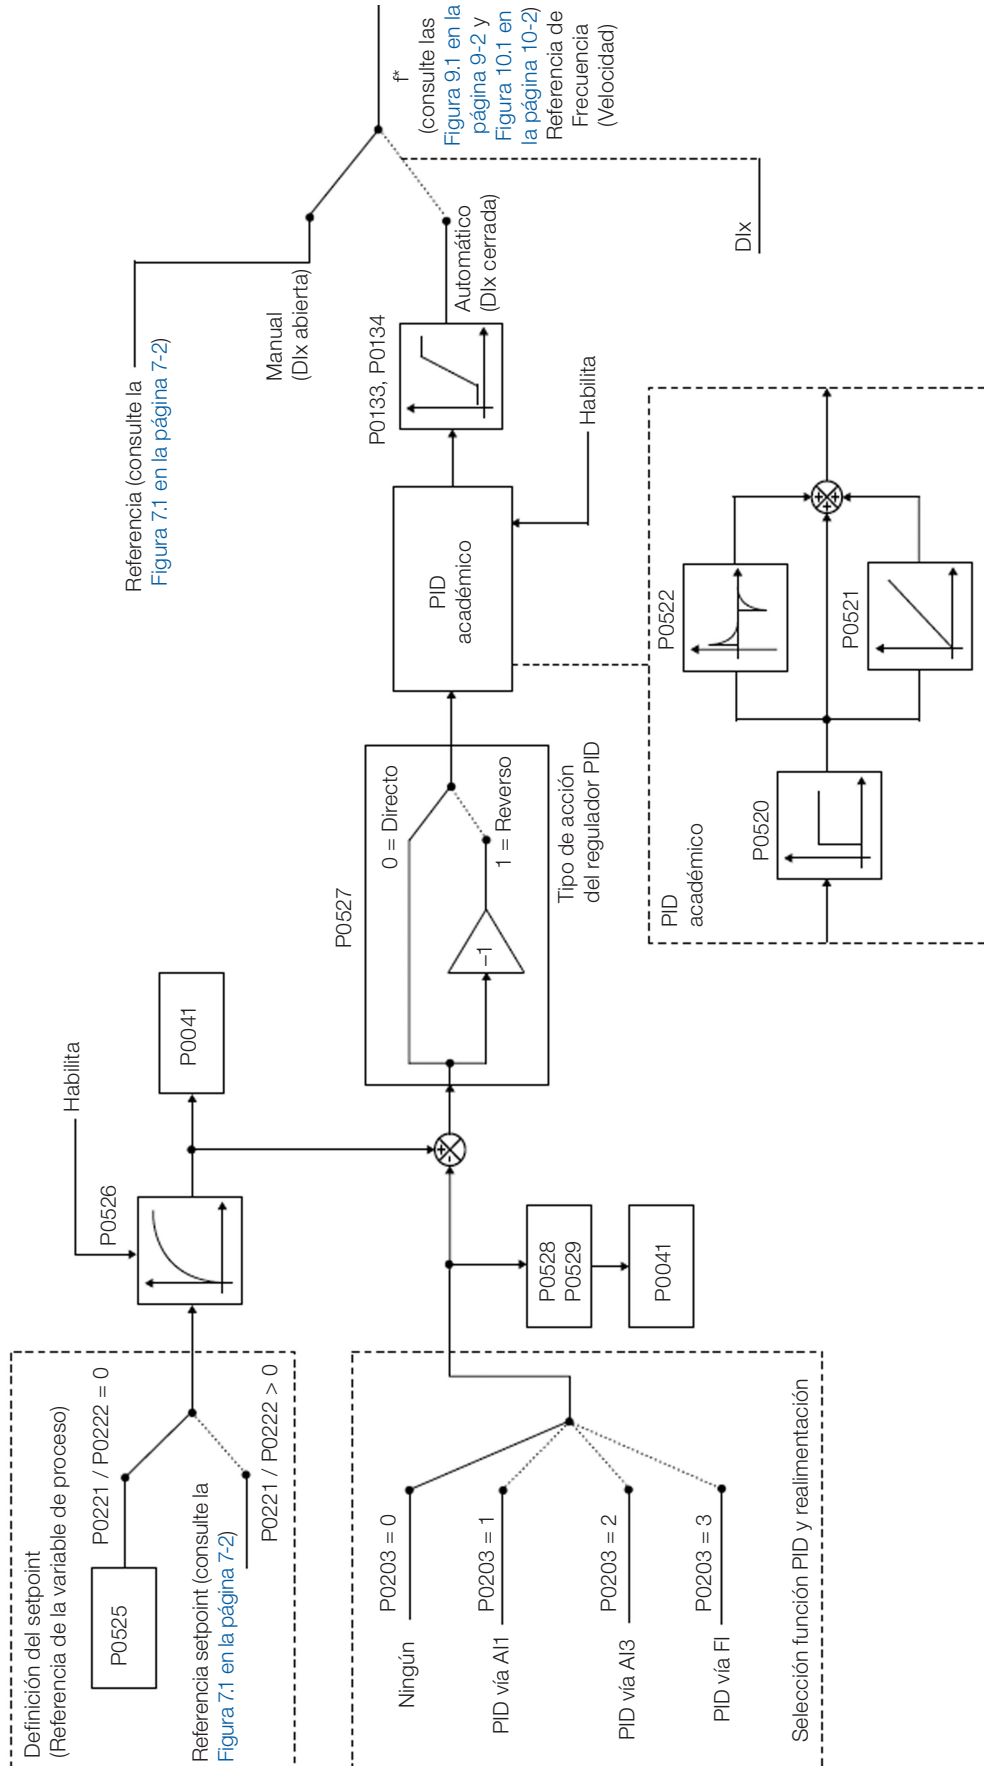 Definición del setpoint
(Referencia de la variable de proceso)
P0525
P0221 / P0222 = 0
Referencia setpoint (consulte la
Figura 7.1 en la página 7-2)
P0221 / P0222 > 0
P0526
Habilita
P0041
Ningún
P0203 = 0
PID vía AI1
P0203 = 1
PID vía AI3
P0203 = 2
PID vía FI
P0203 = 3
Selección función PID y realimentación
P0528
P0529
P0041
+
-
P0527
0 = Directo
-1
1 = Reverso
Tipo de acción
del regulador PID
PID
académico
Habilita
P0133, P0134
Referencia (consulte la
Figura 7.1 en la página 7-2)
Manual
(DIx abierta)
Automático
(DIx cerrada)
f*
(consulte las
Figura 9.1 en la
página 9-2 y
Figura 10.1 en
la página 10-2)
Referencia de
Frecuencia
(Velocidad)
DIx
PID
académico
P0520
P0522
P0521
+
+
+